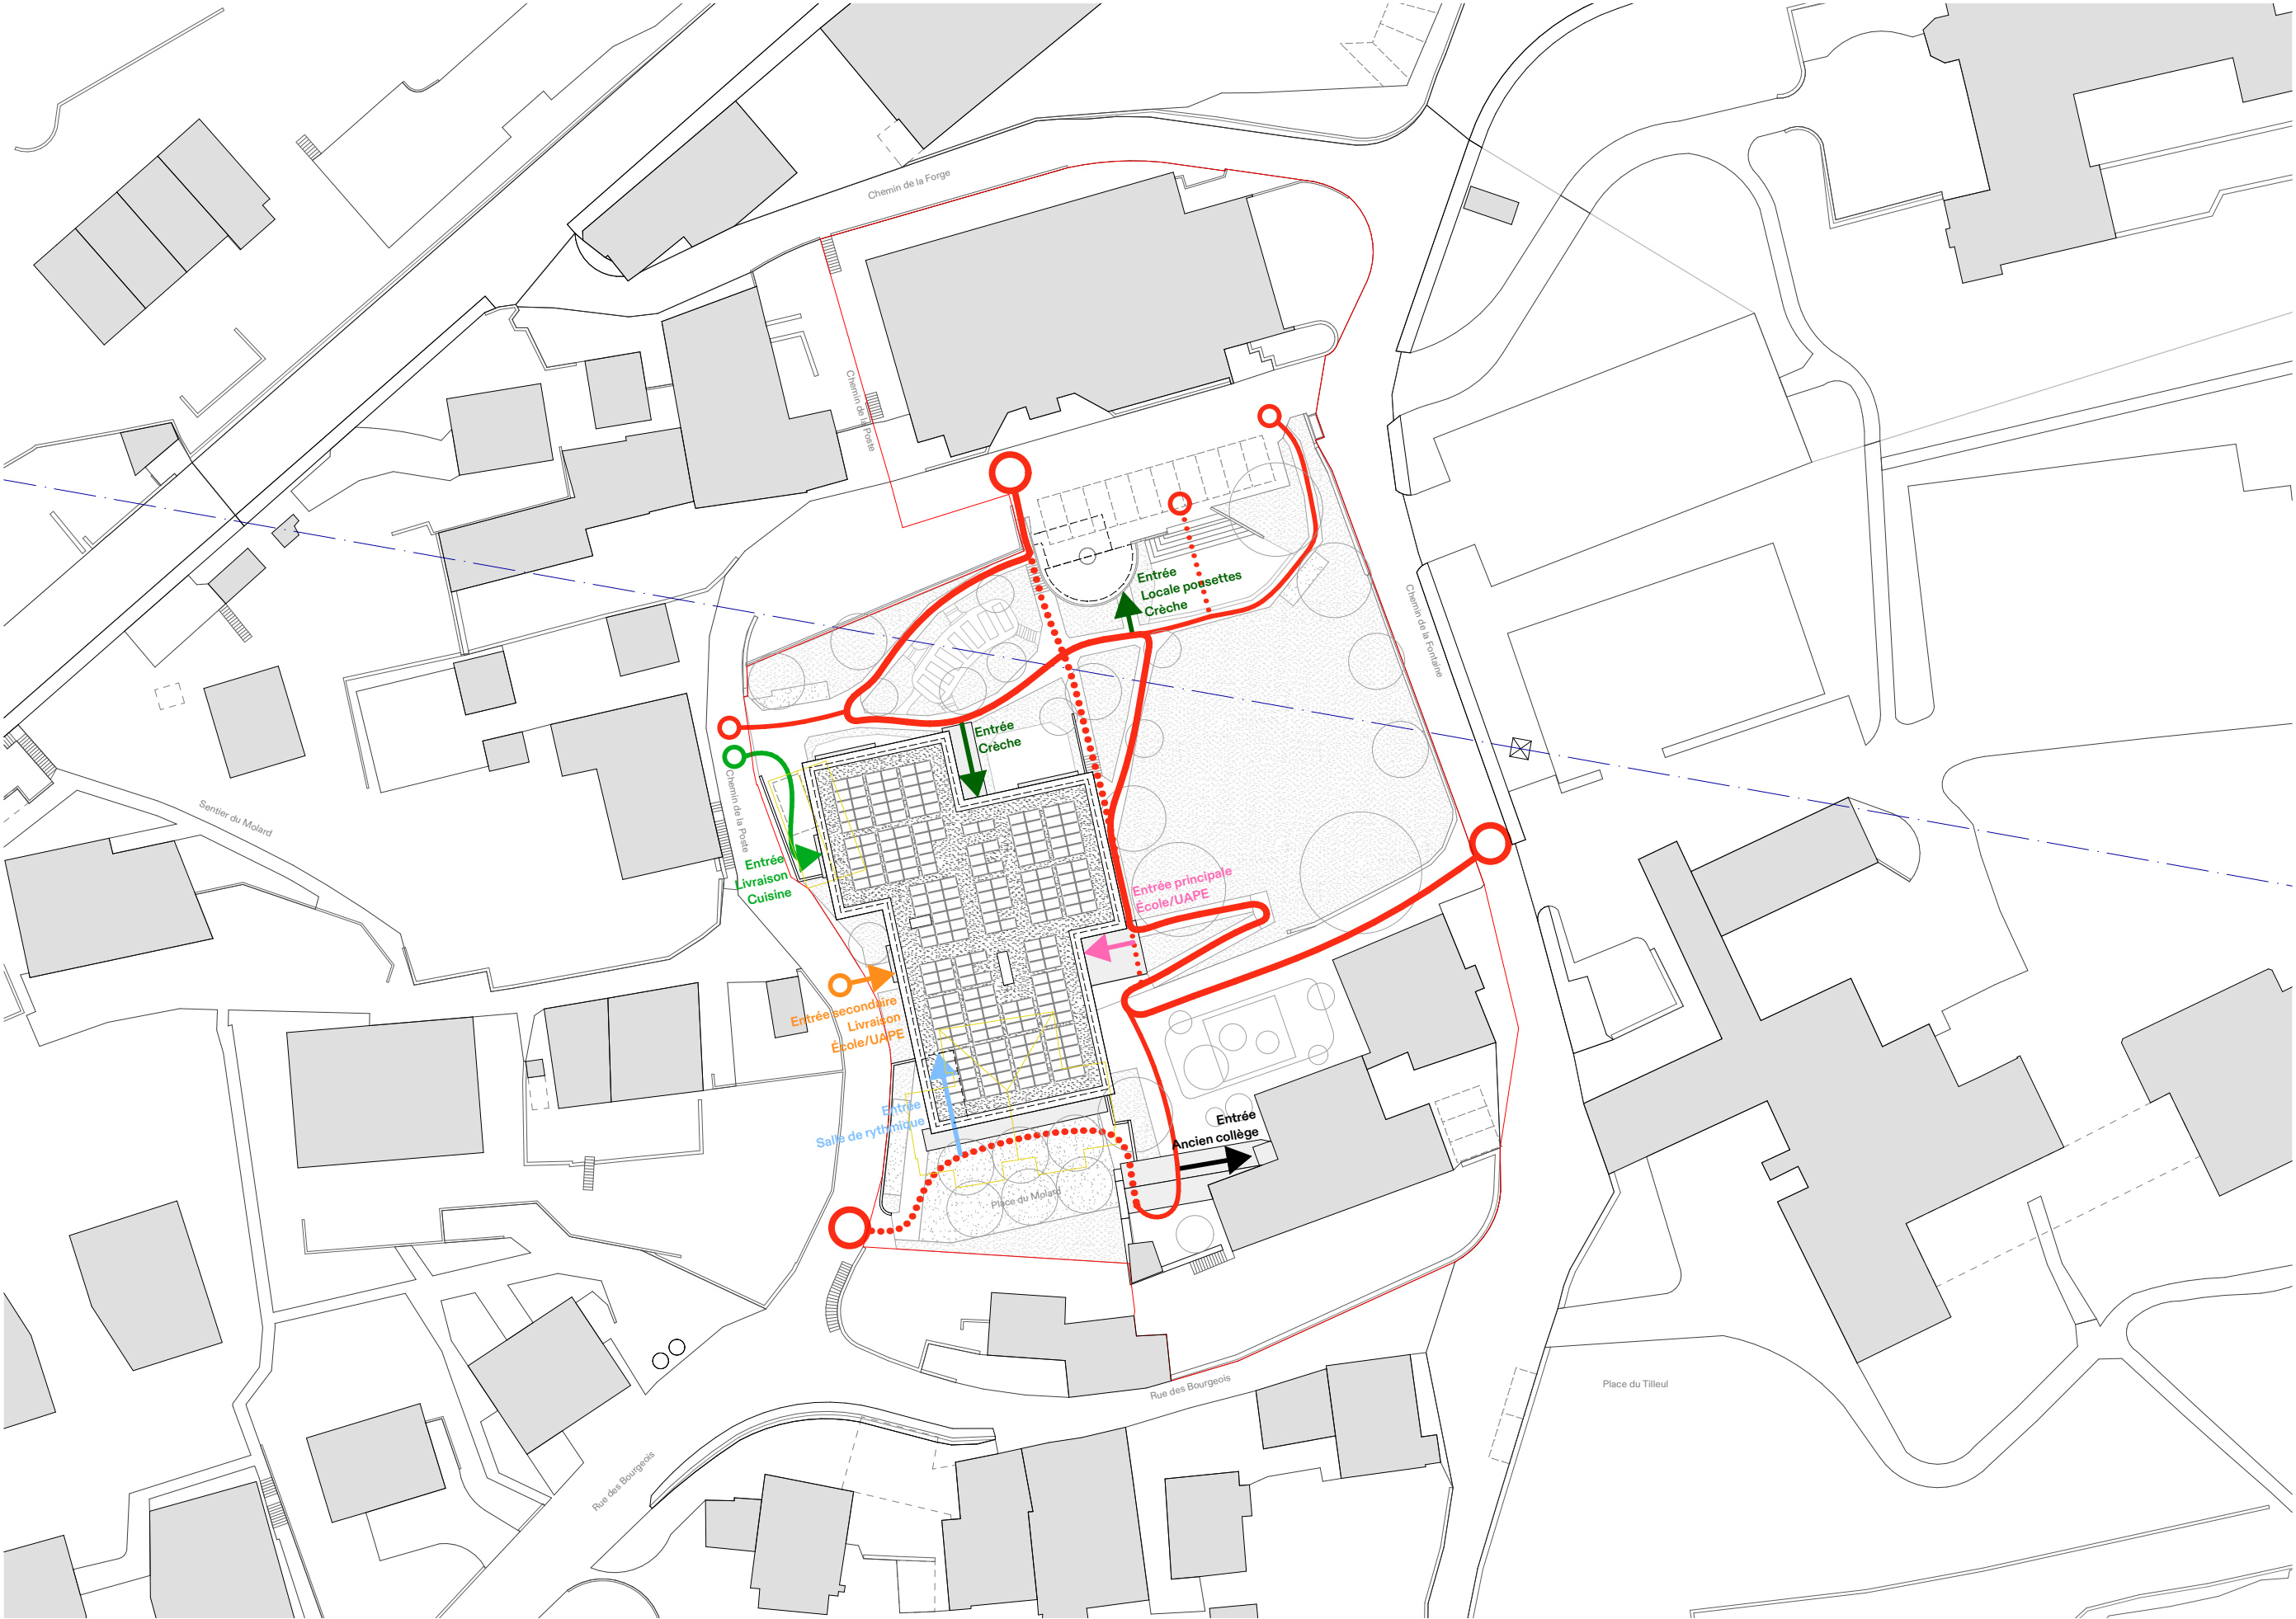 Chemin de la Forge
Chemin de la Poste
Entrée
Locale pousettes
Crèche
Chemin de la Fontaine
Entrée
Crèche
Chemin de la Poste
Sentier du Molard
Entrée
Livraison
Cuisine
Entrée principale
École/UAPE
Entrée secondaire
Livraison
École/UAPE
Entrée
Salle de rythmique
Entrée
Ancien collège
Place du Molard
Rue des Bourgeois
Place du Tilleul
Rue des Bourgeois